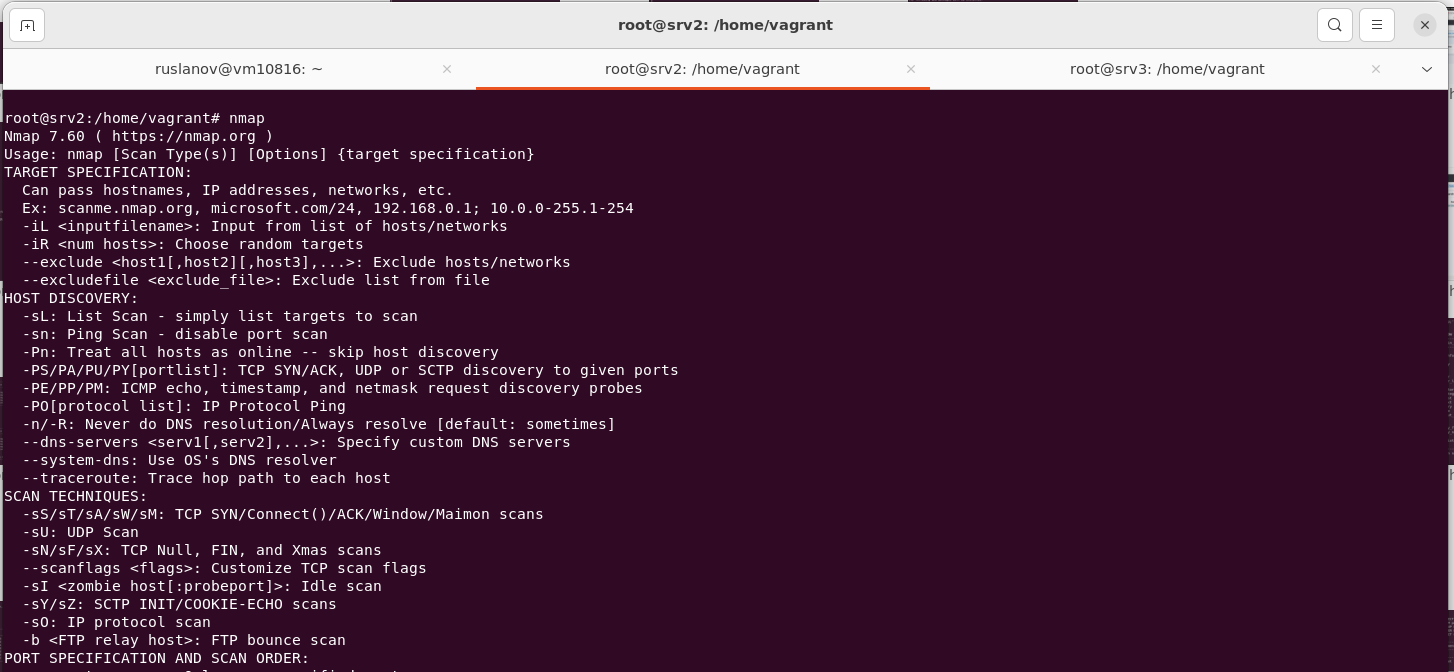 root@srv2: /home/vagrant
ruslanov@vm10816: ~
root@srv2: /home/vagrant
root@srv3: /home/vagrant
root@srv2:/home/vagrant# nmap
Nmap 7.60 ( https://nmap.org )
Usage: nmap [Scan Type(s)] [Options] {target specification}
TARGET SPECIFICATION:
  Can pass hostnames, IP addresses, networks, etc.
  Ex: scanme.nmap.org, microsoft.com/24, 192.168.0.1; 10.0.0-255.1-254
  -iL <inputfilename>: Input from list of hosts/networks
  -iR <num hosts>: Choose random targets
  --exclude <host1[,host2][,host3],...>: Exclude hosts/networks
  --excludefile <exclude_file>: Exclude list from file
HOST DISCOVERY:
  -sL: List Scan - simply list targets to scan
  -sn: Ping Scan - disable port scan
  -Pn: Treat all hosts as online -- skip host discovery
  -PS/PA/PU/PY[portlist]: TCP SYN/ACK, UDP or SCTP discovery to given ports
  -PE/PP/PM: ICMP echo, timestamp, and netmask request discovery probes
  -PO[protocol list]: IP Protocol Ping
  -n/-R: Never do DNS resolution/Always resolve [default: sometimes]
  --dns-servers <serv1[,serv2],...>: Specify custom DNS servers
  --system-dns: Use OS's DNS resolver
  --traceroute: Trace hop path to each host
SCAN TECHNIQUES:
  -sS/sT/sA/sW/sM: TCP SYN/Connect()/ACK/Window/Maimon scans
  -sU: UDP Scan
  -sN/sF/sX: TCP Null, FIN, and Xmas scans
  --scanflags <flags>: Customize TCP scan flags
  -sI <zombie host[:probeport]>: Idle scan
  -sY/sZ: SCTP INIT/COOKIE-ECHO scans
  -sO: IP protocol scan
  -b <FTP relay host>: FTP bounce scan
PORT SPECIFICATION AND SCAN ORDER: